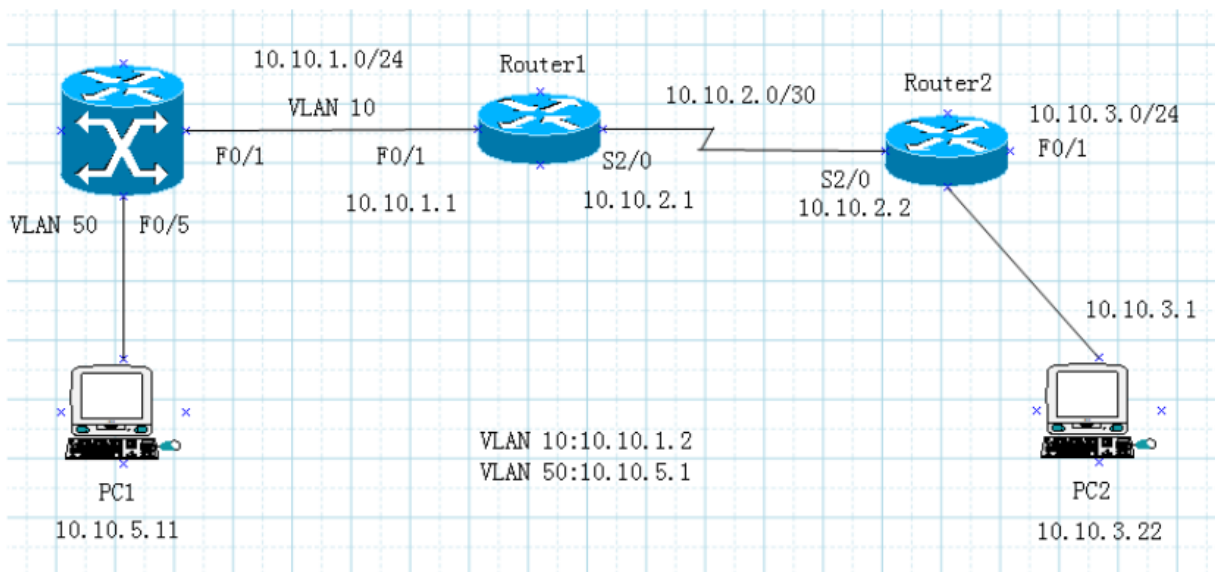 10.10.1.0/24
Router1
VLAN 10
10.10.2.0/30
Router2
10.10.3.0/24
F0/1
F0/1
S2/0
F0/1
S2/0
10.10.1.1
10.10.2.1
10.10.2.2
VLAN 50
F0/5
10.10.3.1
VLAN 10:10.10.1.2
VLAN 50:10.10.5.1
PC1
10.10.5.11
PC2
10.10.3.22